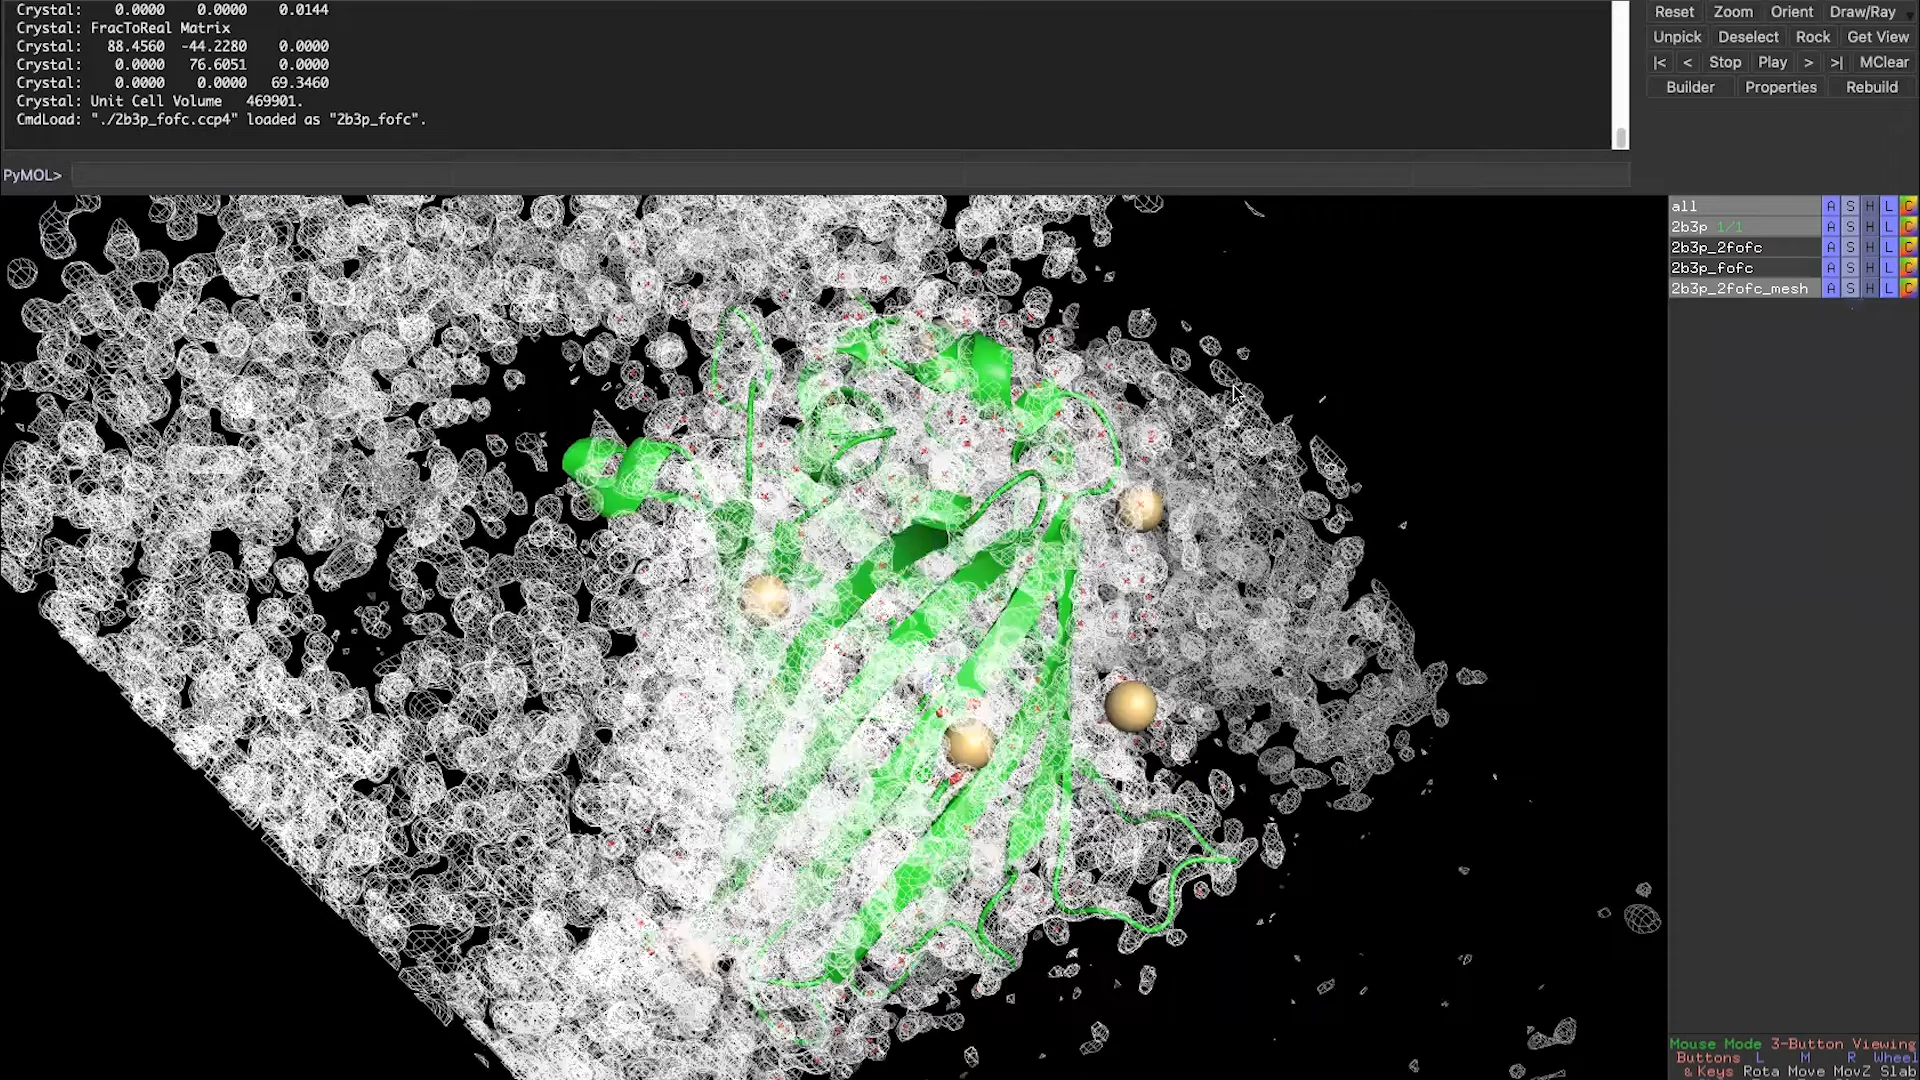 Crystal:    0.0000    0.0000    0.0144
Crystal: FracToReal Matrix
Crystal:   88.4560  -44.2280    0.0000
Crystal:    0.0000   76.6051    0.0000
Crystal:    0.0000    0.0000   69.3460
Crystal: Unit Cell Volume   469901.
CmdLoad: "./2b3p_fofc.ccp4" loaded as "2b3p_fofc".
PyMOL>
Reset Zoom Orient Draw/Ray
Unpick Deselect Rock Get View
|< < Stop Play > >| MClear
Builder Properties Rebuild
all A S H L C
2b3p 1/1 A S H L C
2b3p_2fofc A S H L C
2b3p_fofc A S H L C
2b3p_2fofc_mesh A S H L C
Mouse Mode 3-Button Viewing
Buttons L M R Wheel
& Keys Rota Move MovZ Slab